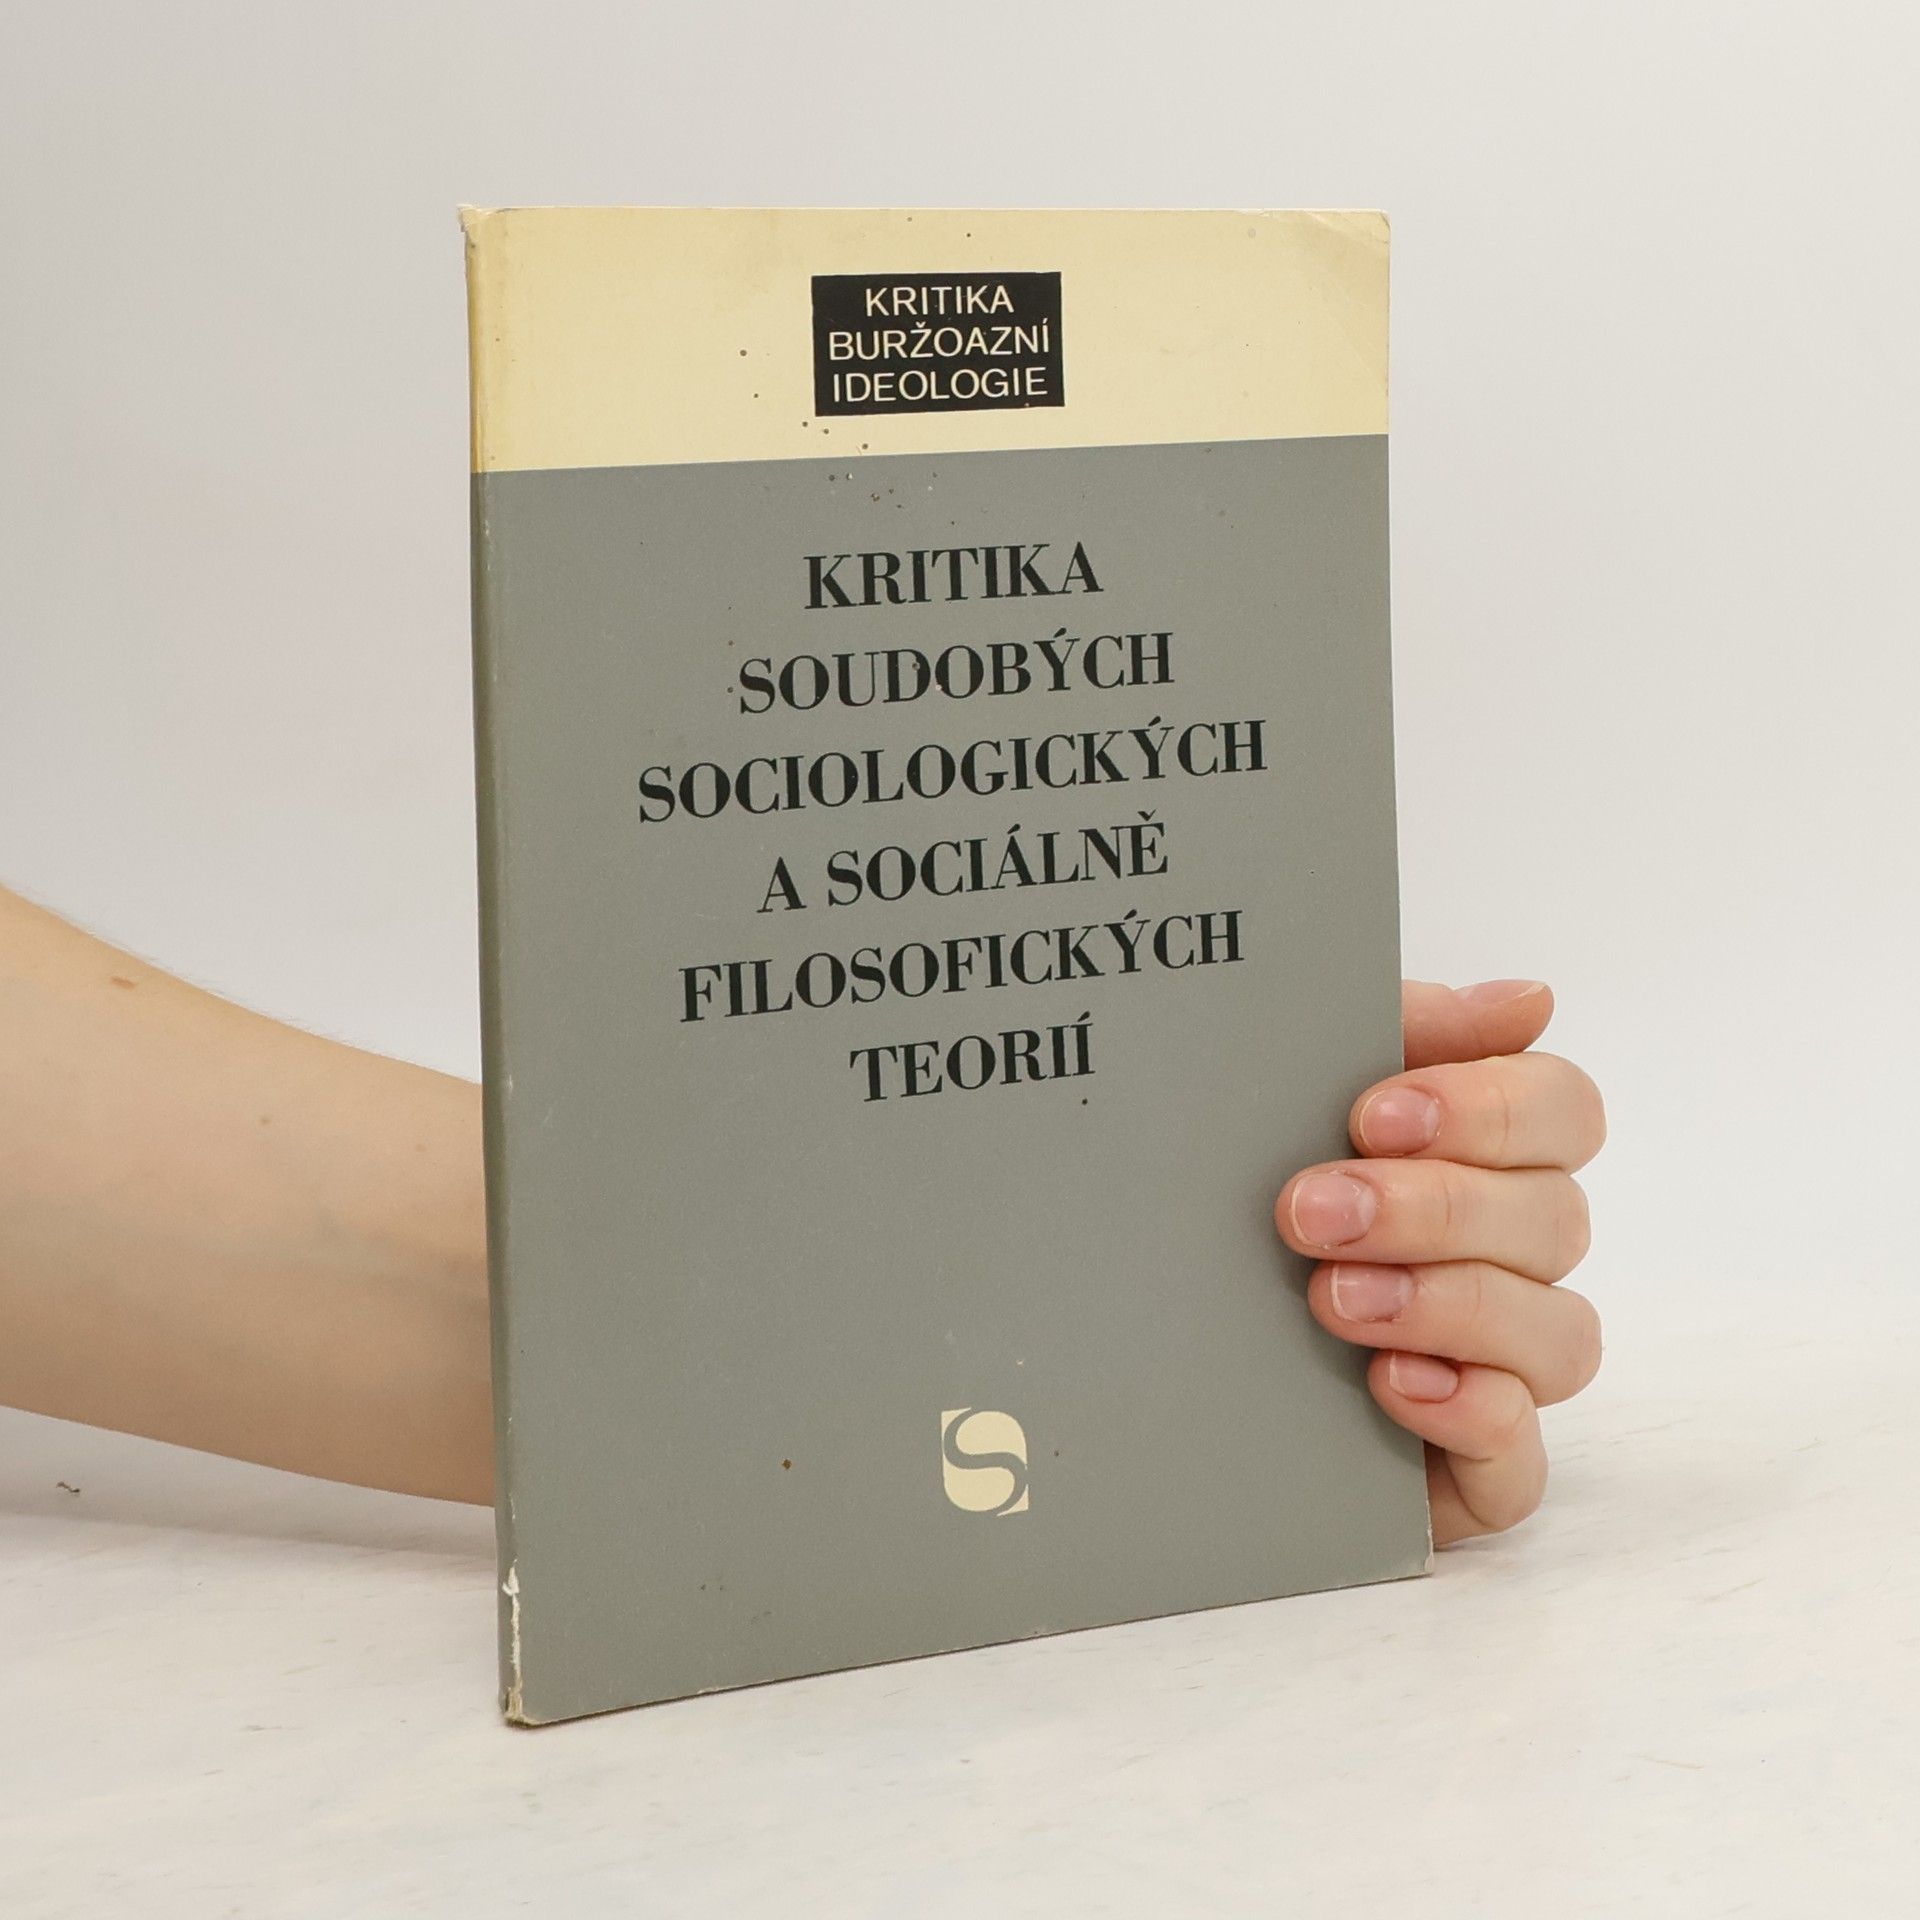 KRITIKA
BURŽOAZNÍ
IDEOLOGIE
KRITIKA
SOUDOBÝCH
SOCIOLOGICKÝCH
A SOCIÁLNĚ
FILOSOFICKÝCH
TEORIÍ
S